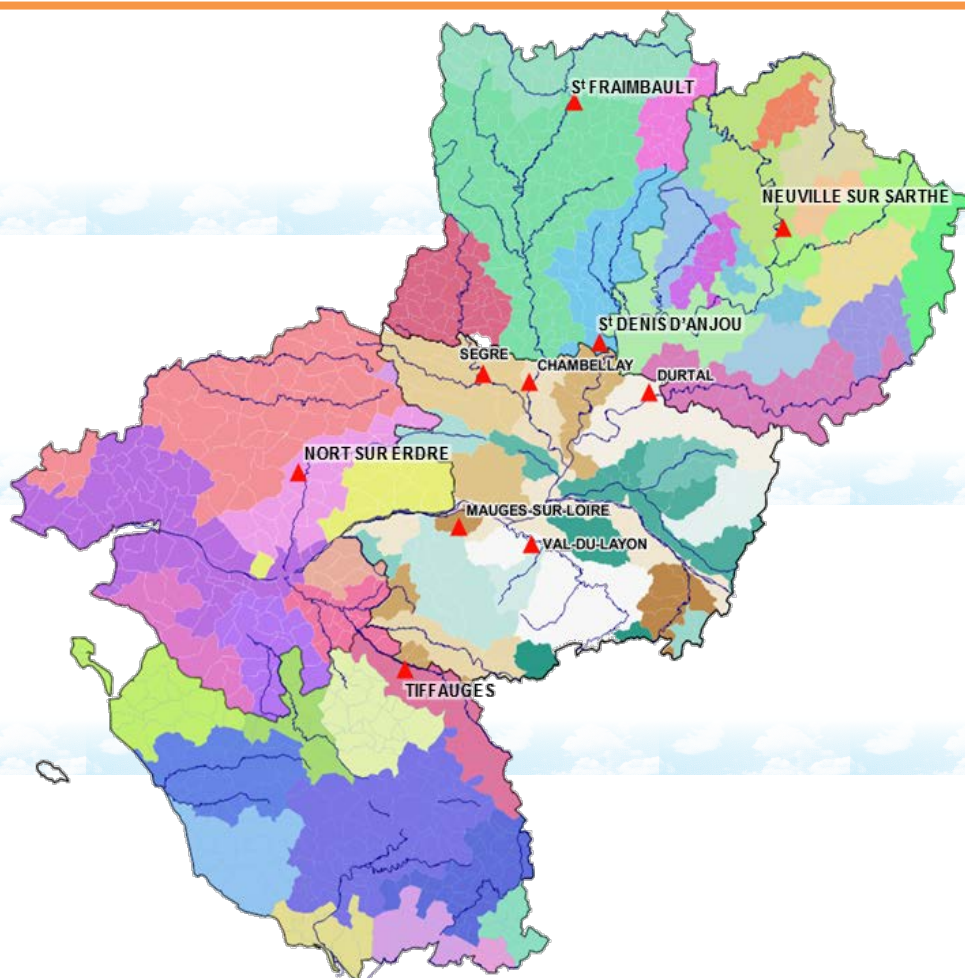 St FRAIMBAULT
NEUVILLE SUR SARTHE
St DENIS D'ANJOU
SEGRE
CHAMBELLAY
DURTAL
NORT SUR ERDRE
MAUGES-SUR-LOIRE
VAL-DU-LAYON
TIFFAUGES